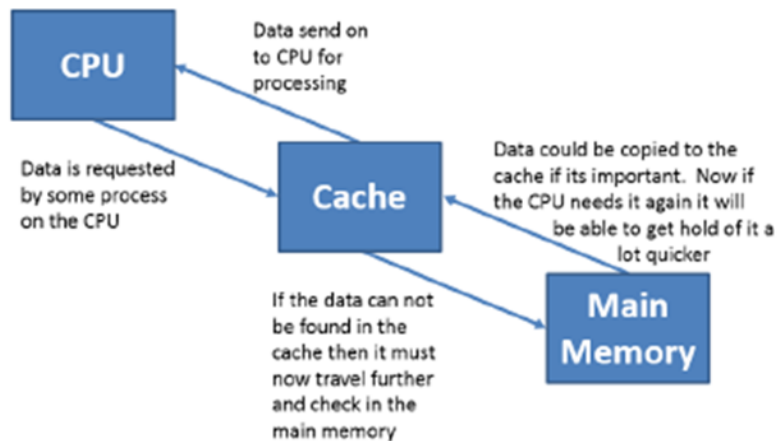 CPU
Data send on
to CPU for
processing
Data is requested
by some process
on the CPU
Cache
Data could be copied to the
cache if its important. Now if
the CPU needs it again it will
be able to get hold of it a
lot quicker
If the data can not
be found in the
cache then it must
now travel further
and check in the
main memory
Main
Memory